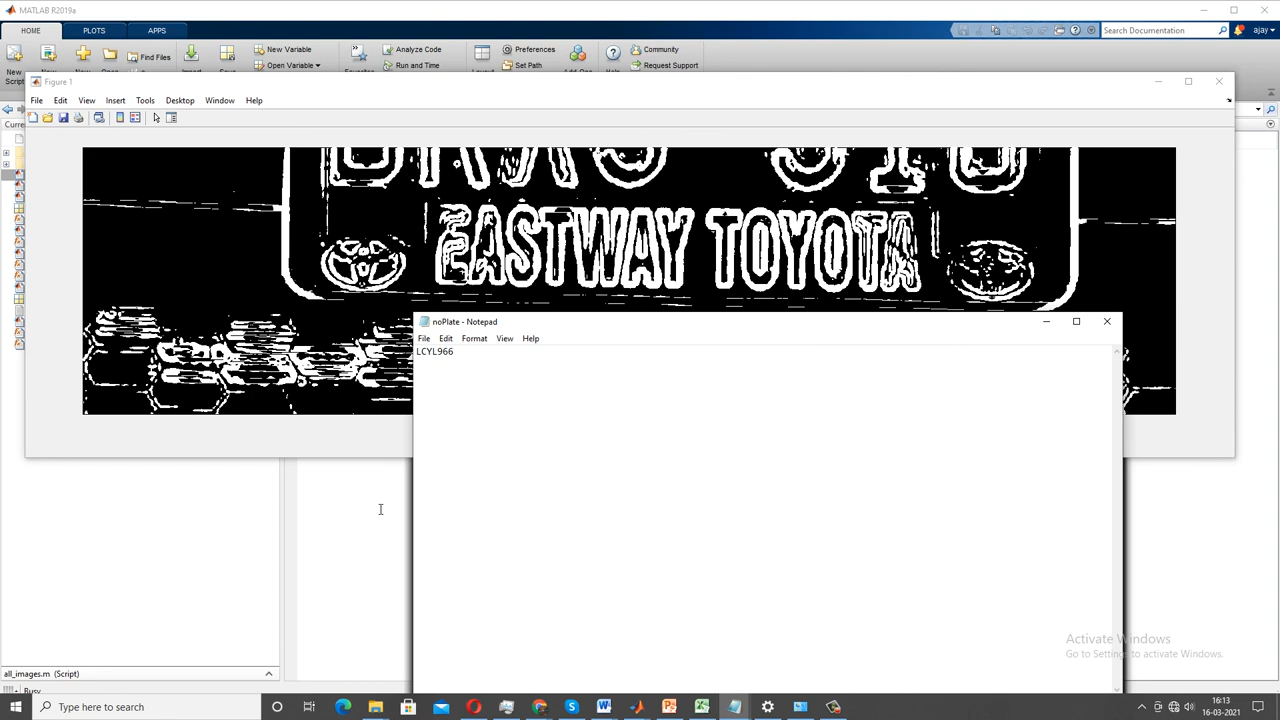 MATLAB R2019a
HOME PLOTS APPS
Search Documentation
ajay
New Variable Analyze Code Preferences Community
Find Files
Open Variable Run and Time Set Path Request Support
New
Script
Figure 1
File Edit View Insert Tools Desktop Window Help
EASTWAY TOYOTA
noPlate - Notepad
File Edit Format View Help
LCYL966
Activate Windows
Go to Settings to activate Windows.
all_images.m (Script)
Busy
Type here to search
16:13
16-03-2021